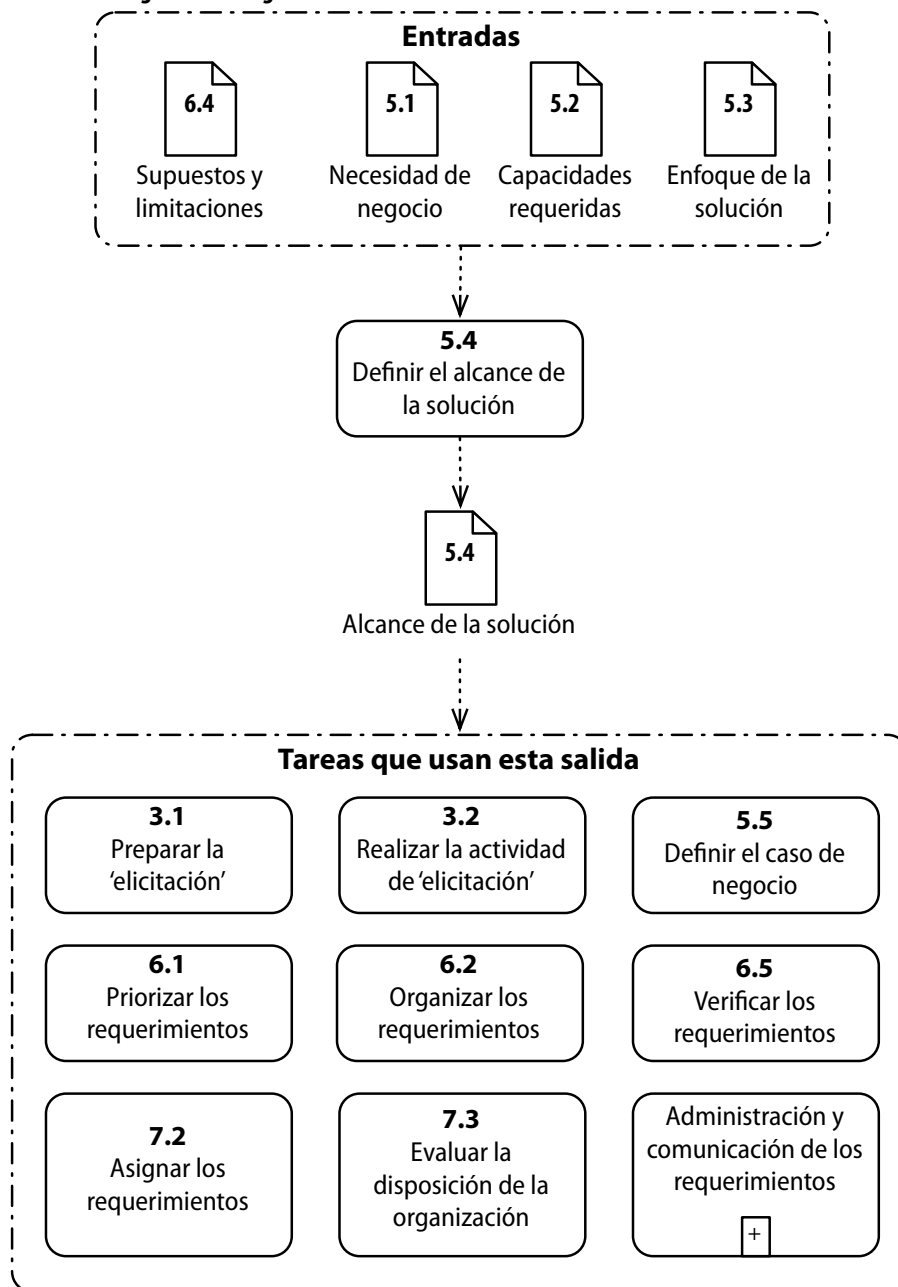 Entradas
6.4
5.1
5.2
5.3
Supuestos y
limitaciones
Necesidad de
negocio
Capacidades
requeridas
Enfoque de la
solución
5.4
Definir el alcance de
la solución
5.4
Alcance de la solución
Tareas que usan esta salida
3.1
Preparar la
‘elicitación’
3.2
Realizar la actividad
de ‘elicitación’
5.5
Definir el caso de
negocio
6.1
Priorizar los
requerimientos
6.2
Organizar los
requerimientos
6.5
Verificar los
requerimientos
7.2
Asignar los
requerimientos
7.3
Evaluar la
disposición de la
organización
Administración y
comunicación de los
requerimientos
+